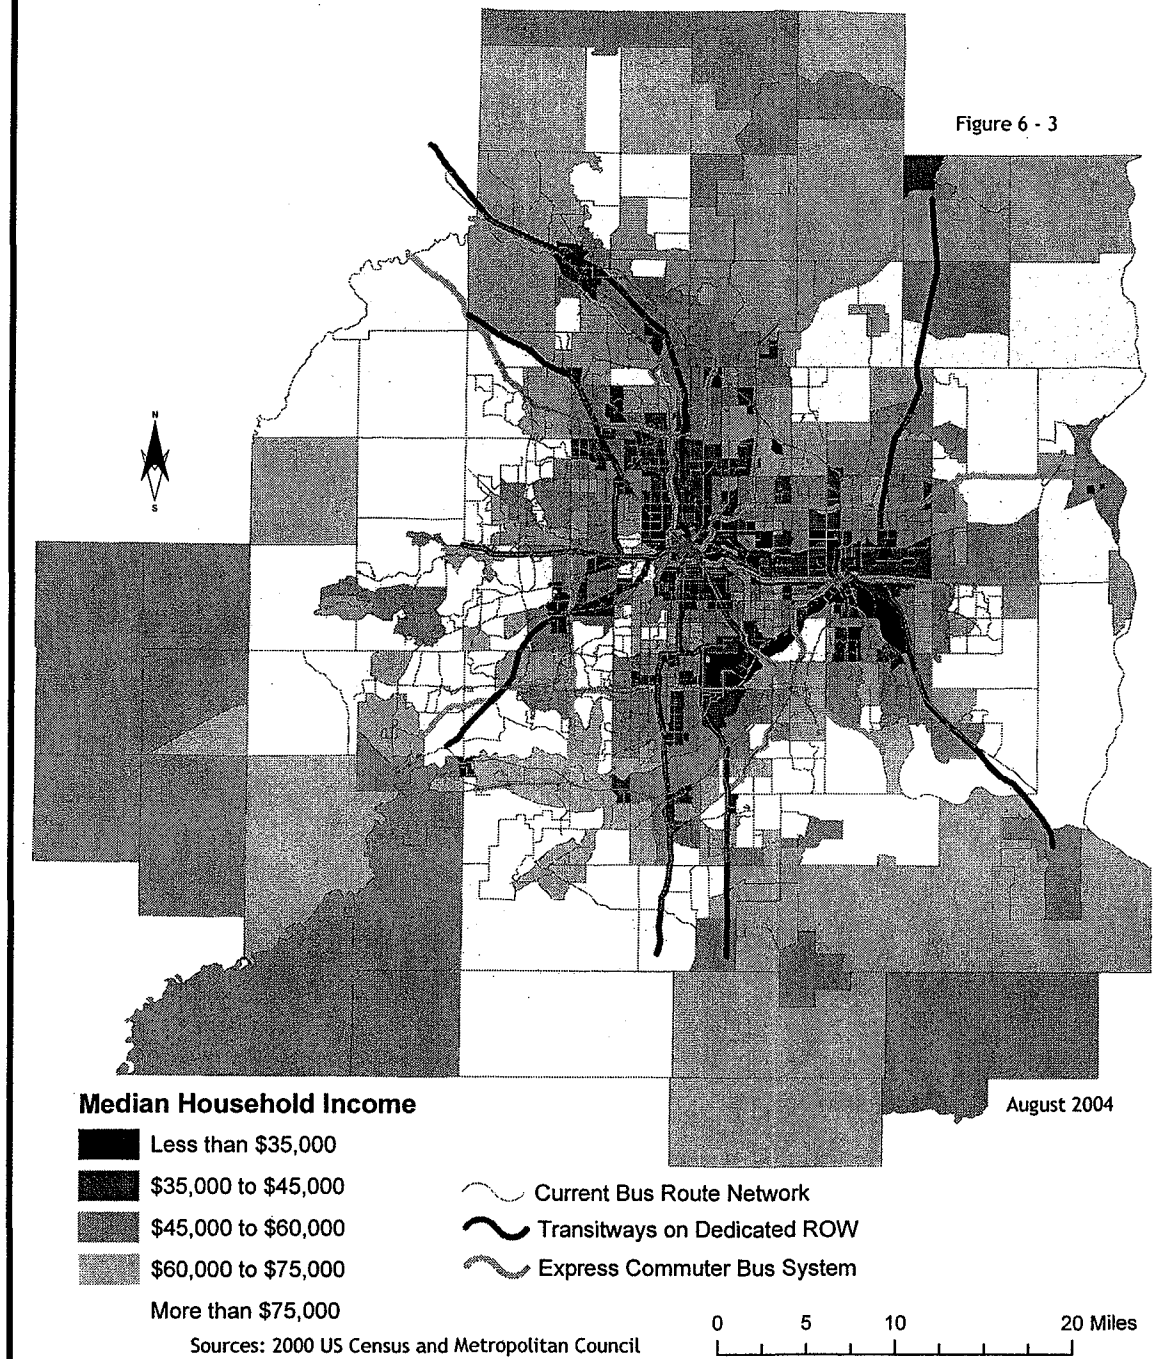 Figure 6 - 3
N
S
August 2004
Median Household Income
Less than $35,000
$35,000 to $45,000
$45,000 to $60,000
$60,000 to $75,000
More than $75,000
Current Bus Route Network
Transitways on Dedicated ROW
Express Commuter Bus System
Sources: 2000 US Census and Metropolitan Council
0 5 10 20 Miles